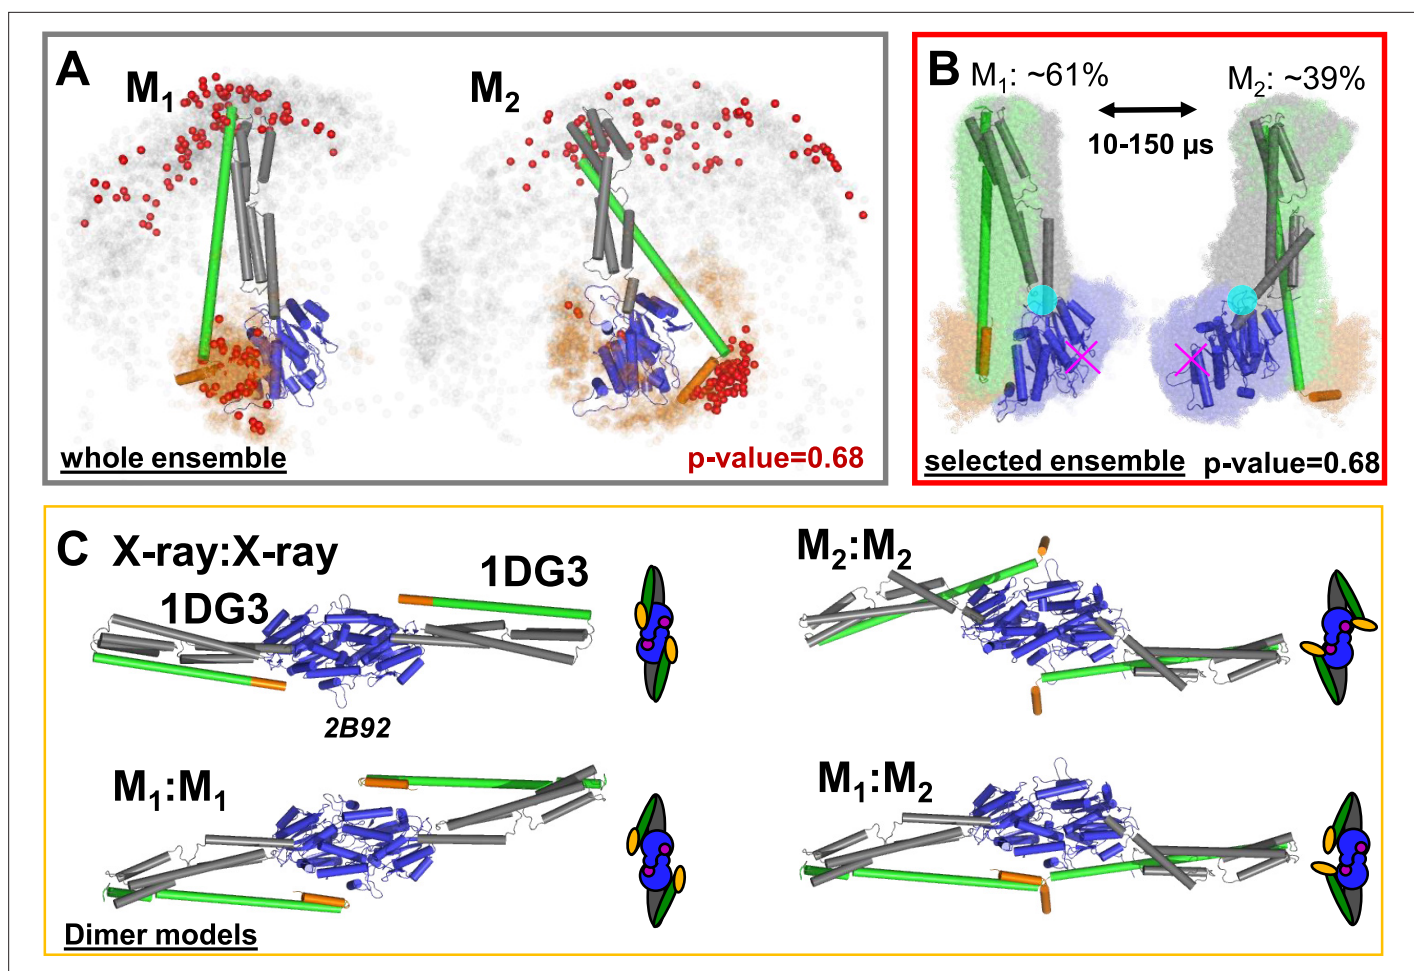 A
M1
M2
whole ensemble
p-value=0.68
B
M1: ~61%
M2: ~39%
10-150 µs
selected ensemble
p-value=0.68
C
X-ray:X-ray
1DG3
1DG3
2B92
M2:M2
M1:M1
M1:M2
Dimer models